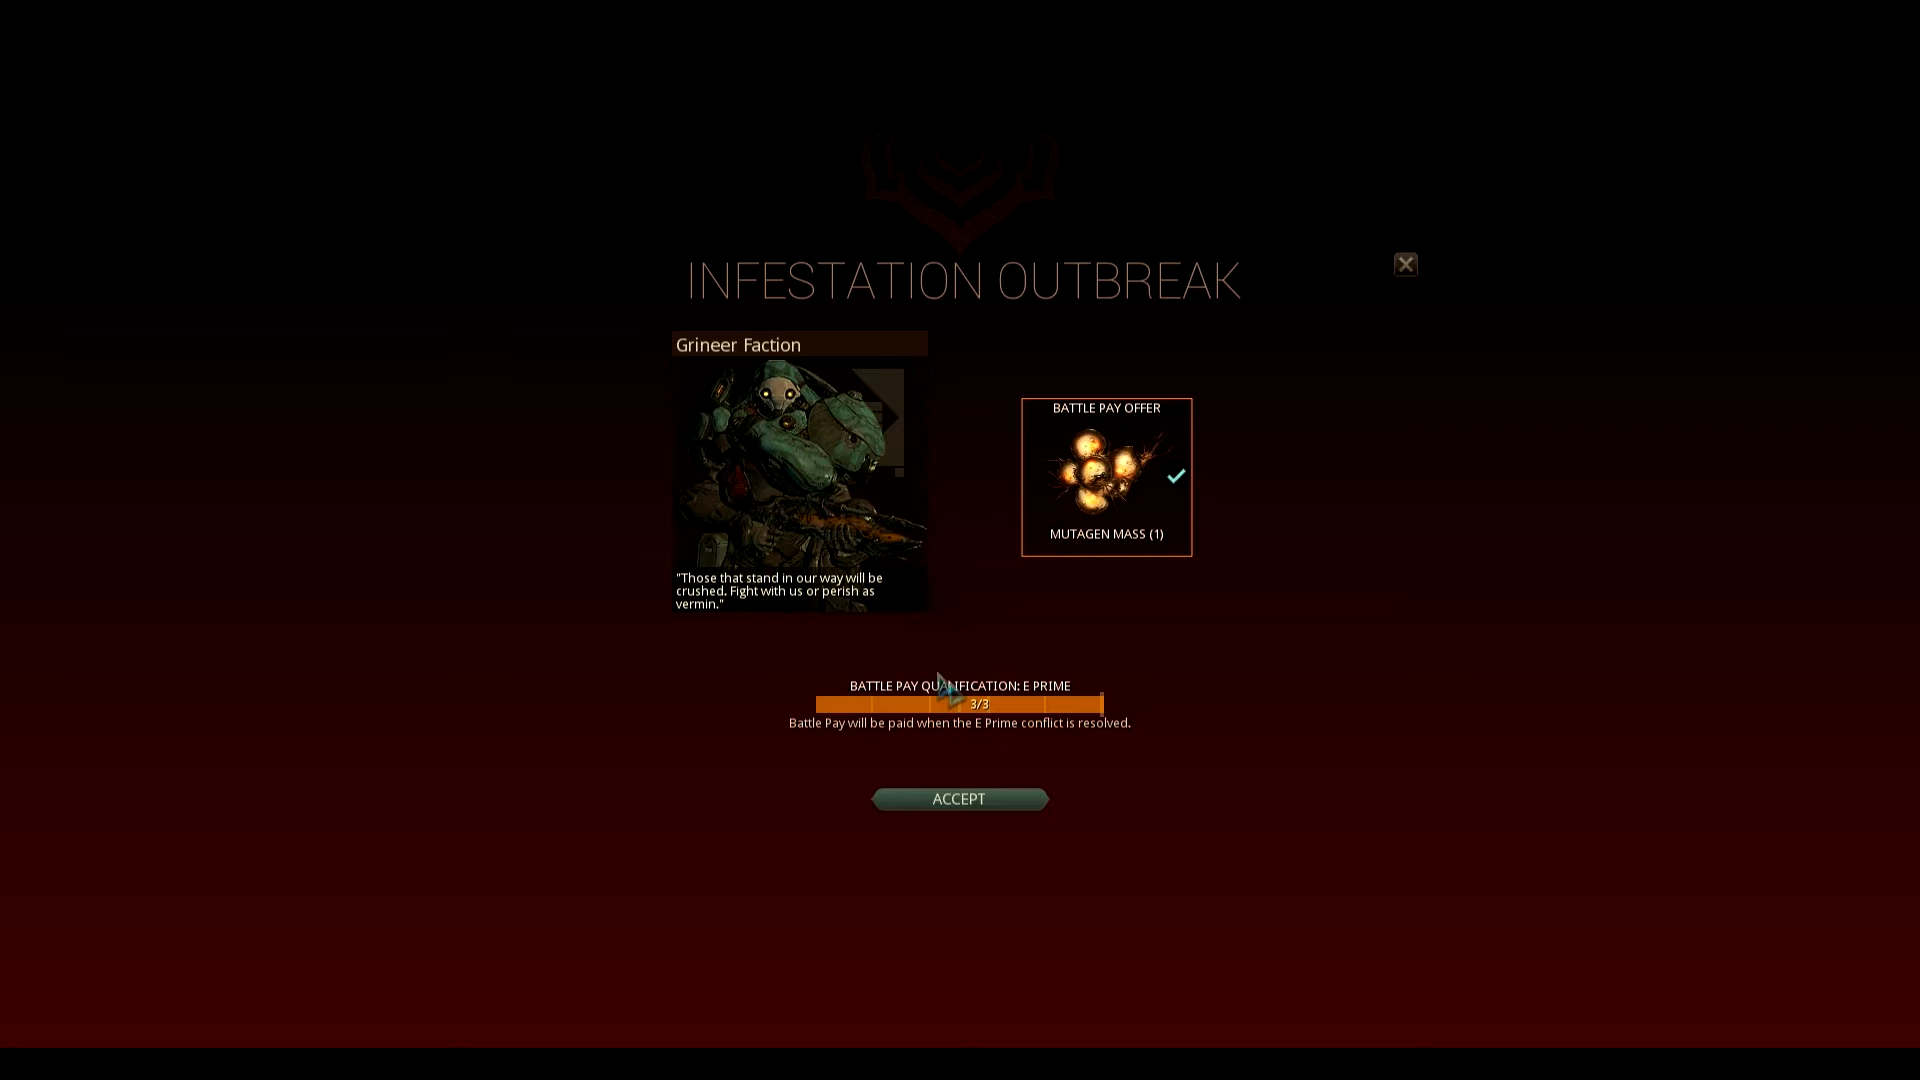 INFESTATION OUTBREAK
Grineer Faction
"Those that stand in our way will be
crushed. Fight with us or perish as
vermin."
BATTLE PAY OFFER
MUTAGEN MASS (1)
BATTLE PAY QUALIFICATION: E PRIME
3/3
Battle Pay will be paid when the E Prime conflict is resolved.
ACCEPT